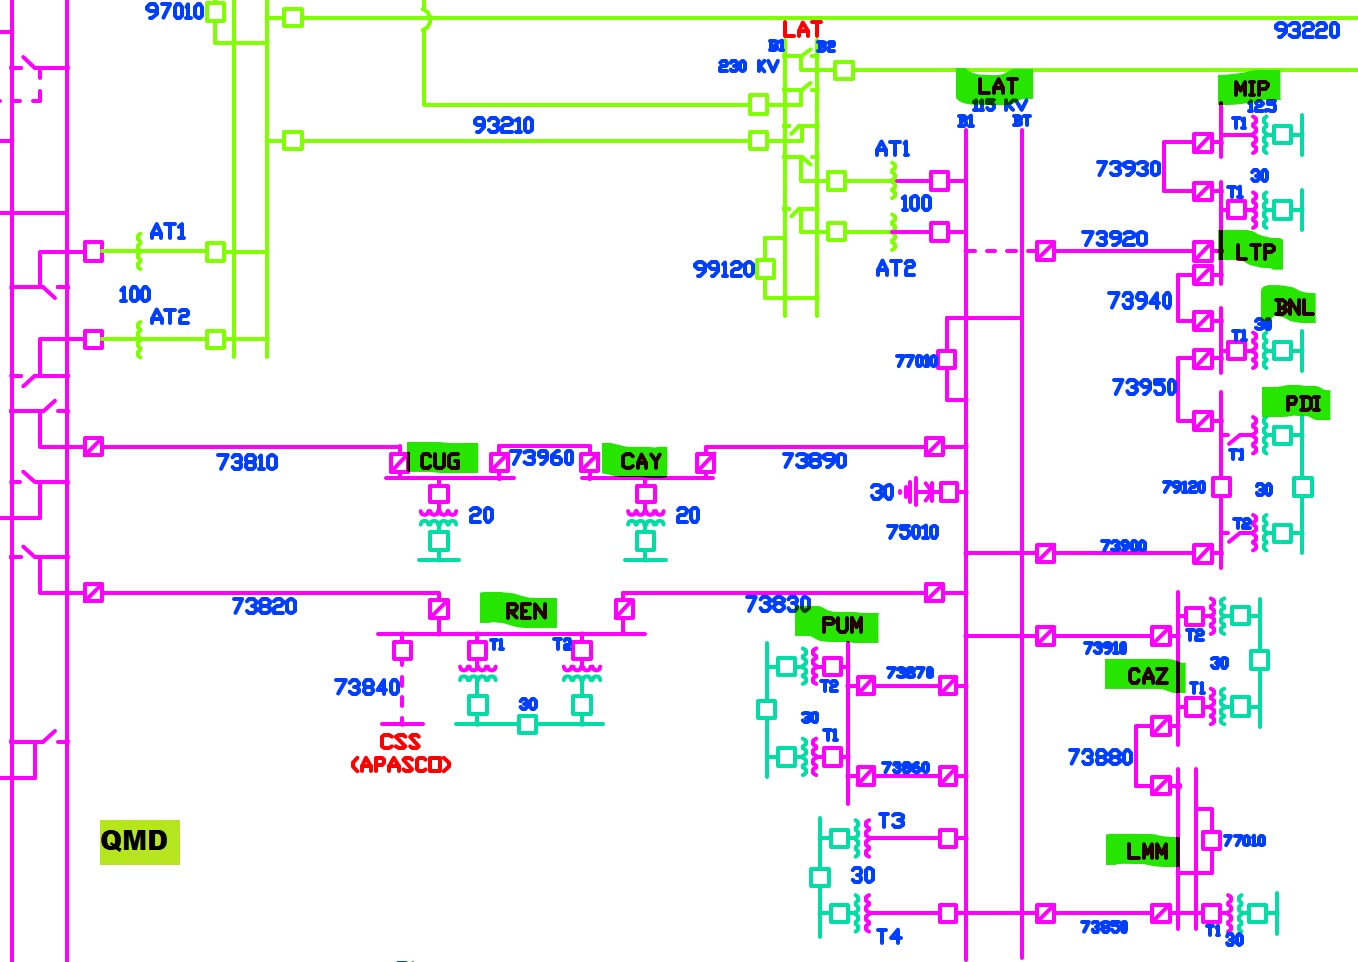 97010
93220
LAT
B1 B2
230 KV
LAT
115 KV
B1 BT
MIP
12.5
T1
93210
AT1
73930
30
T1
100
AT1
99120
AT2
73920
LTP
100
AT2
73940
BNL
30
T1
77010
73950
PDI
T1
73810
CUG
73960
CAY
73890
30
79120
30
20
20
75010
T2
73900
73820
REN
73830
PUM
T1
T2
73870
T2
73910
T2
30
CAZ
T1
73840
30
30
T1
CSS
(APASCO)
73860
73880
T3
QMD
30
LMM
77010
T4
73850
T1
30